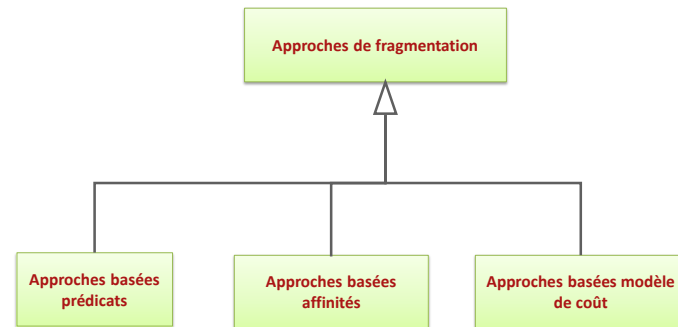 Approches de fragmentation
Approches basées
prédicats
Approches basées
affinités
Approches basées modèle
de coût